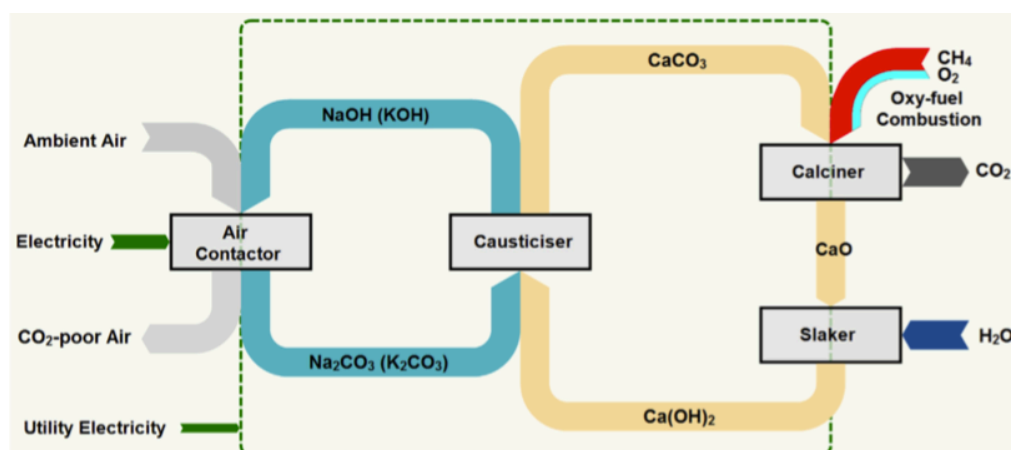 CaCO₃
CH₄
O₂
Oxy-fuel
Combustion
NaOH (KOH)
Ambient Air
Calciner
CO₂
Electricity
Air
Contactor
Causticiser
CaO
CO₂-poor Air
Slaker
H₂O
Na₂CO₃ (K₂CO₃)
Ca(OH)₂
Utility Electricity